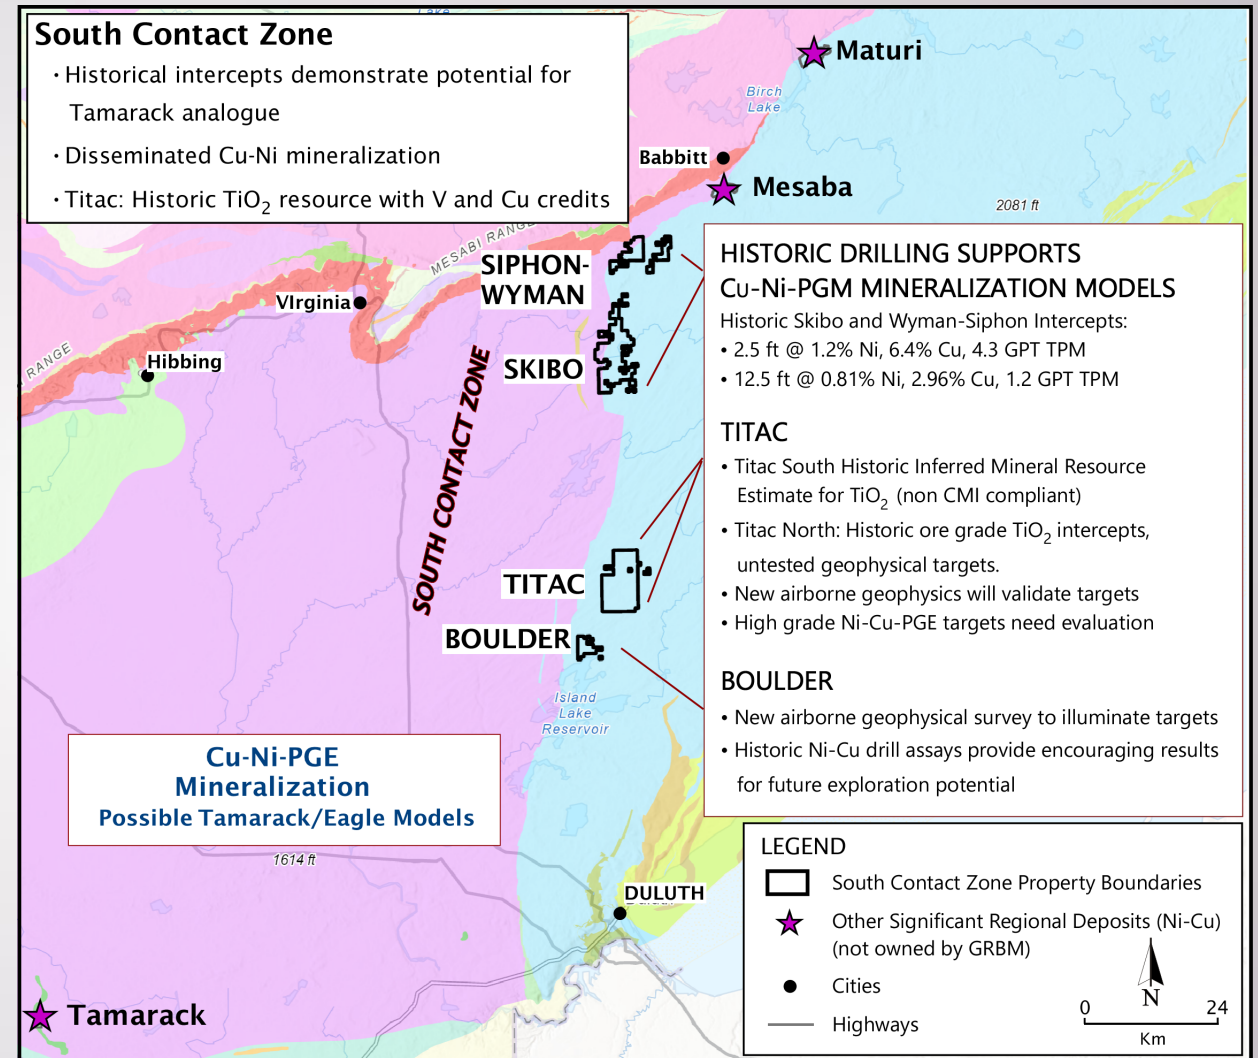 Lake
South Contact Zone
· Historical intercepts demonstrate potential for
Tamarack analogue
· Disseminated Cu-Ni mineralization
· Titac: Historic TiO2 resource with V and Cu credits
Maturi
Birch
Lake
Babbitt
Mesaba
2081 ft
MESABI RANGE
SIPHON-
WYMAN
VIrginia
RANGE
Hibbing
SKIBO
SOUTH CONTACT ZONE
TITAC
BOULDER
Island
Lake
Reservoir
HISTORIC DRILLING SUPPORTS
Cu-Ni-PGM MINERALIZATION MODELS
Historic Skibo and Wyman-Siphon Intercepts:
• 2.5 ft @ 1.2% Ni, 6.4% Cu, 4.3 GPT TPM
• 12.5 ft @ 0.81% Ni, 2.96% Cu, 1.2 GPT TPM
TITAC
• Titac South Historic Inferred Mineral Resource
Estimate for TiO2 (non CMI compliant)
• Titac North: Historic ore grade TiO2 intercepts,
untested geophysical targets.
• New airborne geophysics will validate targets
• High grade Ni-Cu-PGE targets need evaluation
BOULDER
• New airborne geophysical survey to illuminate targets
• Historic Ni-Cu drill assays provide encouraging results
for future exploration potential
Cu-Ni-PGE
Mineralization
Possible Tamarack/Eagle Models
1614 ft
DULUTH
Tamarack
LEGEND
South Contact Zone Property Boundaries
Other Significant Regional Deposits (Ni-Cu)
(not owned by GRBM)
Cities
Highways
N
0 24
Km